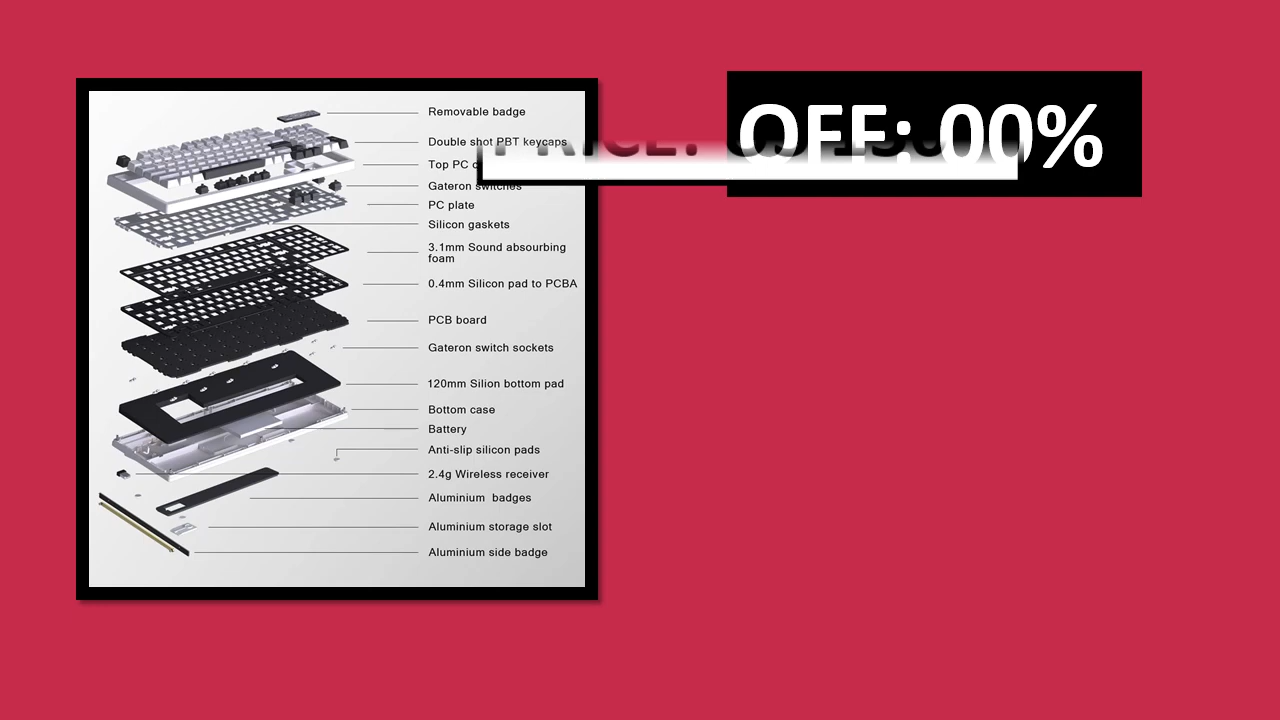 Removable badge
Double shot PBT keycaps
Top PC
Gateron switches
PC plate
Silicon gaskets
3.1mm Sound absourbing
foam
0.4mm Silicon pad to PCBA
PCB board
Gateron switch sockets
120mm Silion bottom pad
Bottom case
Battery
Anti-slip silicon pads
2.4g Wireless receiver
Aluminium badges
Aluminium storage slot
Aluminium side badge
PRICE:
OFF: 00%